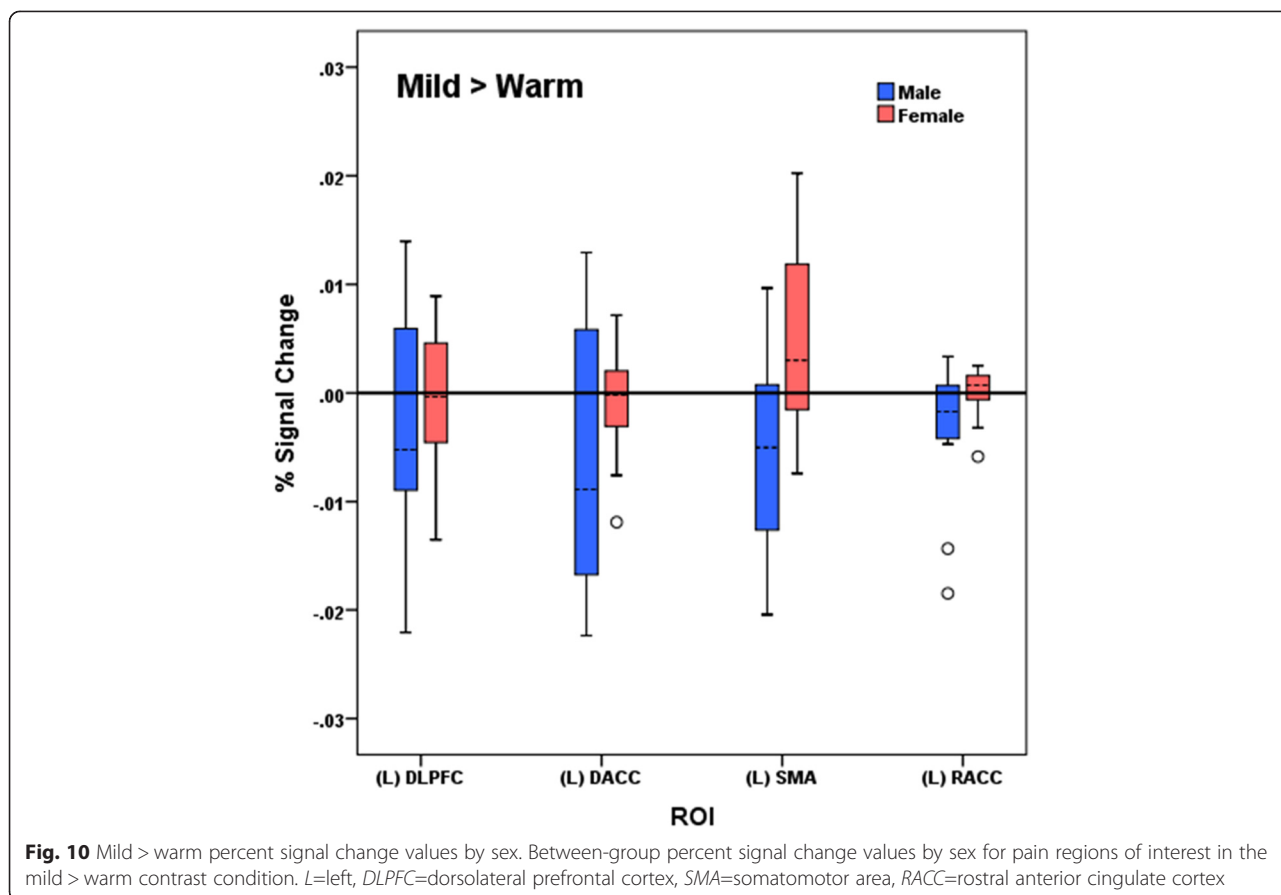 Mild > Warm
Male
Female
.03
.02
.01
.00
-.01
-.02
-.03
% Signal Change
(L) DLPFC (L) DACC (L) SMA (L) RACC
ROI
Fig. 10 Mild > warm percent signal change values by sex. Between-group percent signal change values by sex for pain regions of interest in the
mild > warm contrast condition. L=left, DLPFC=dorsolateral prefrontal cortex, SMA=somatomotor area, RACC=rostral anterior cingulate cortex